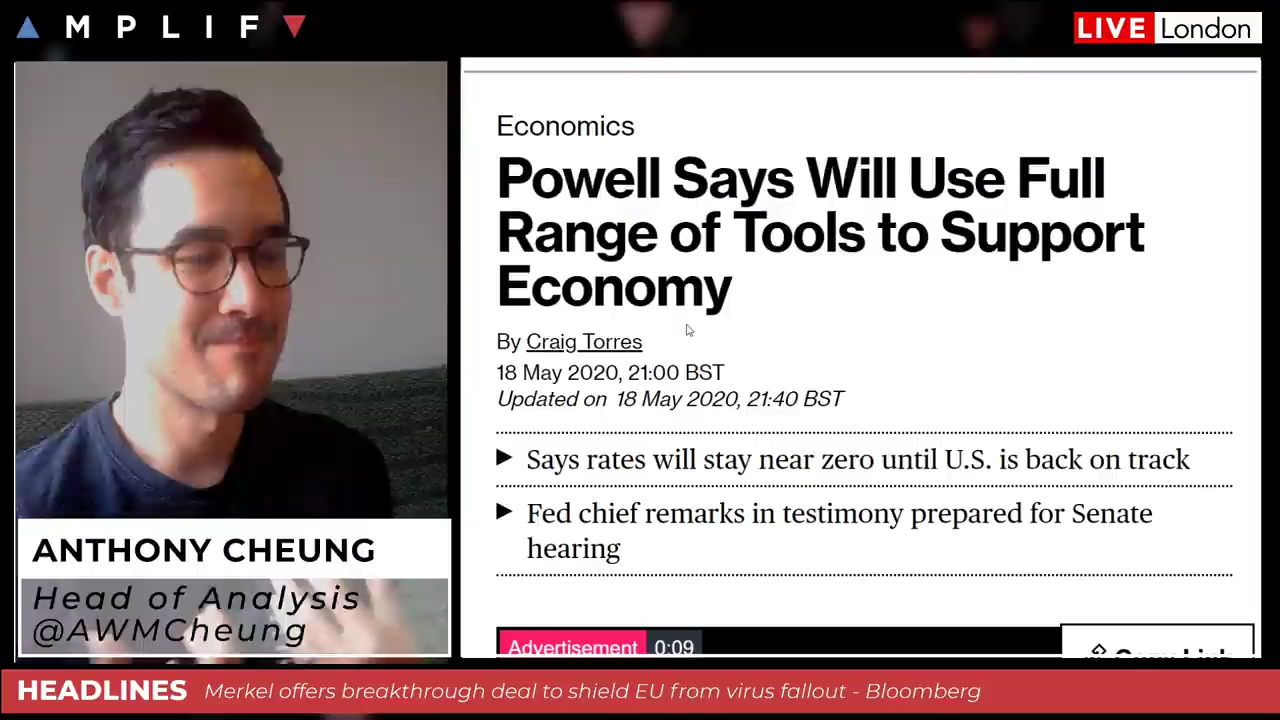 AMPLIFY
LIVE London
Economics
Powell Says Will Use Full
Range of Tools to Support
Economy
By Craig Torres
18 May 2020, 21:00 BST
Updated on 18 May 2020, 21:40 BST
Says rates will stay near zero until U.S. is back on track
Fed chief remarks in testimony prepared for Senate
hearing
Advertisement 0:09
ANTHONY CHEUNG
Head of Analysis
@AWMCheung
HEADLINES Merkel offers breakthrough deal to shield EU from virus fallout - Bloomberg